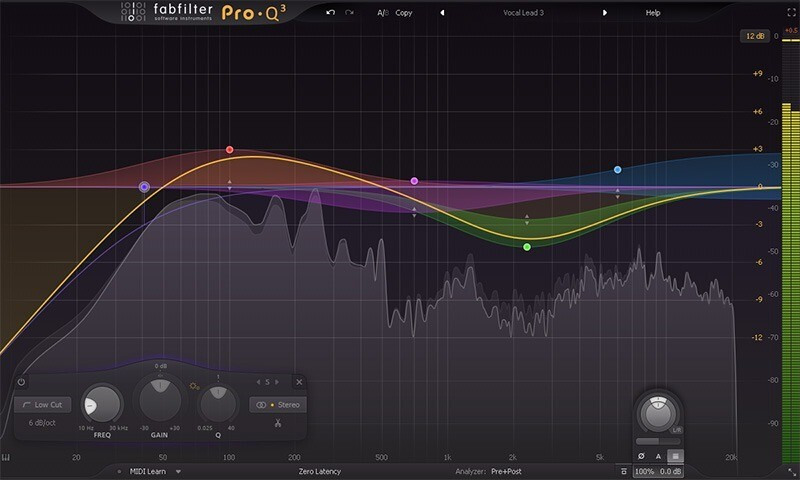 fabfilter
software instruments
Pro·Q³
A/B Copy
Vocal Lead 3
Help
12 dB
0
+0.5
+9
-10
-20
+6
+3
-30
0
-40
-3
-50
-6
-60
-9
-70
-12
-80
-90
0 dB
5
Low Cut
6 dB/oct
10 Hz
30 kHz
FREQ
-30
+30
GAIN
0.025
40
Q
Stereo
L/R
A
20
50
100
200
500
1k
2k
5k
20k
MIDI Learn
Zero Latency
Analyzer: Pre+Post
100%
0.0 dB